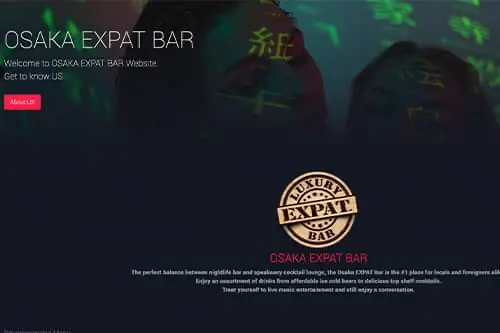 OSAKA EXPAT BAR
Welcome to OSAKA EXPAT BAR Website.
Get to know US
About US!
LUXURY
EXPAT
BAR
OSAKA EXPAT BAR
The perfect balance between nightlife bar and speakeasy cocktail lounge, the Osaka EXPAT Bar is the #1 place for locals and foreigners
Enjoy an assortment of drinks from affordable ice cold beers to delicious top shelf cocktails.
Treat yourself to live music entertainment and still enjoy a conversation.